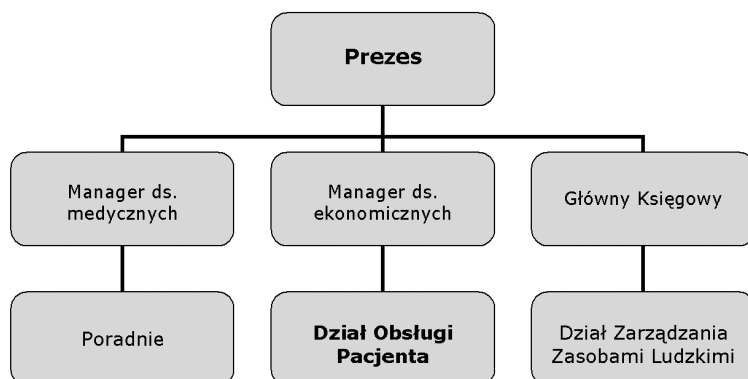 Prezes
Manager ds.
medycznych
Manager ds.
ekonomicznych
Główny Księgowy
Poradnie
Dział Obsługi
Pacjenta
Dział Zarządzania
Zasobami Ludzkimi